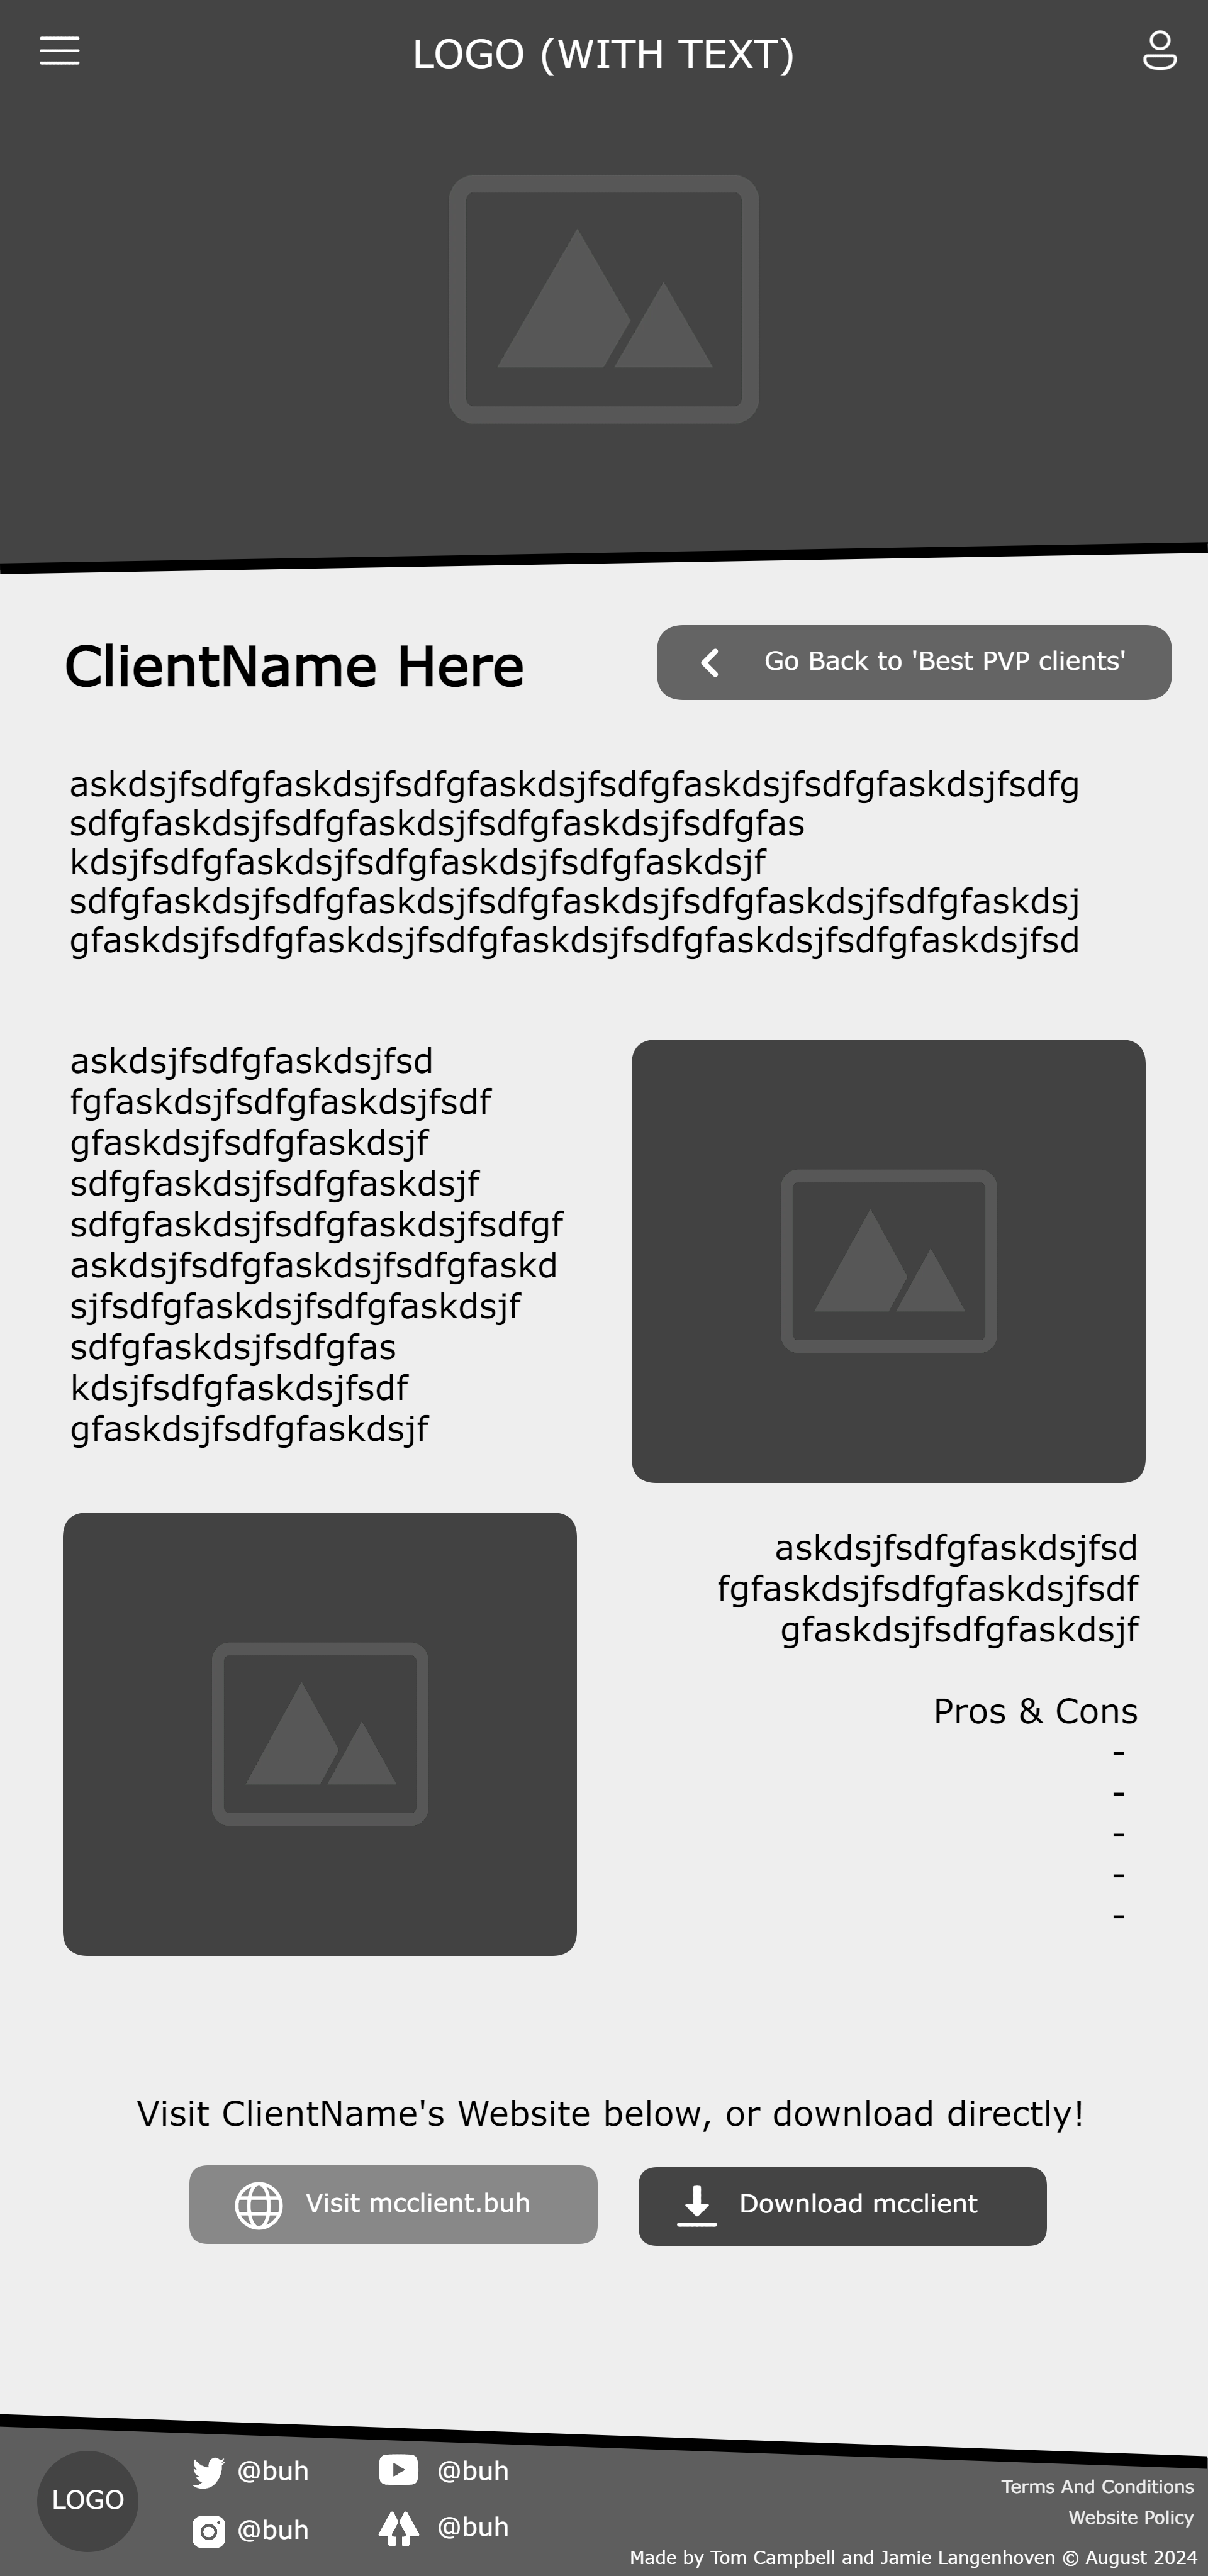 LOGO (WITH TEXT)
ClientName Here
Go Back to 'Best PVP clients'
askdsjfsdfgfaskdsjfsdfgfaskdsjfsdfgfaskdsjfsdfgfaskdsjfsdfg
sdfgfaskdsjfsdfgfaskdsjfsdfgfaskdsjfsdfgfas
kdsjfsdfgfaskdsjfsdfgfaskdsjfsdfgfaskdsjf
sdfgfaskdsjfsdfgfaskdsjfsdfgfaskdsjfsdfgfaskdsjfsdfgfaskdsj
gfaskdsjfsdfgfaskdsjfsdfgfaskdsjfsdfgfaskdsjfsdfgfaskdsjfsd
askdsjfsdfgfaskdsjfsd
fgfaskdsjfsdfgfaskdsjfsdf
gfaskdsjfsdfgfaskdsjf
sdfgfaskdsjfsdfgfaskdsjf
sdfgfaskdsjfsdfgfaskdsjfsdfgf
askdsjfsdfgfaskdsjfsdfgfaskd
sjfsdfgfaskdsjfsdfgfaskdsjf
sdfgfaskdsjfsdfgfas
kdsjfsdfgfaskdsjfsdf
gfaskdsjfsdfgfaskdsjf
askdsjfsdfgfaskdsjfsd
fgfaskdsjfsdfgfaskdsjfsdf
gfaskdsjfsdfgfaskdsjf
Pros & Cons
-
-
-
-
-
Visit ClientName's Website below, or download directly!
Visit mcclient.buh
Download mcclient
LOGO
@buh
@buh
@buh
@buh
Terms And Conditions
Website Policy
Made by Tom Campbell and Jamie Langenhoven © August 2024